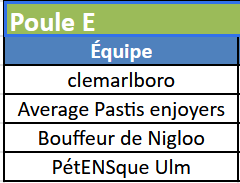 Poule E
Équipe
clemarlboro
Average Pastis enjoyers
Bouffeur de Nigloo
PétENSque Ulm